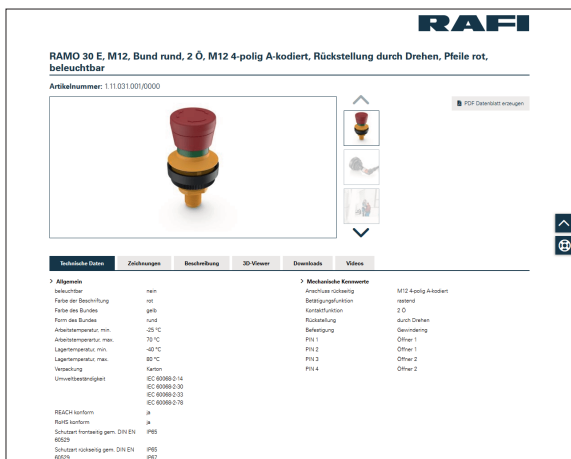 RAFI
RAMO 30 E, M12, Bund rund, 2 Ö, M12 4-polig A-kodiert, Rückstellung durch Drehen, Pfeile rot,
beleuchtbar
Artikelnummer: 1.11.031.001/0000
PDF Datenblatt erzeugen
Technische Daten Zeichnungen Beschreibung 3D-Viewer Downloads Videos
> Allgemein
beleuchtbar nein
Farbe der Beschriftung rot
Farbe des Bundes gelb
Form des Bundes rund
Arbeitstemperatur, min. -25 °C
Arbeitstemperatur, max. 70 °C
Lagertemperatur, min. -40 °C
Lagertemperatur, max. 80 °C
Verpackung Karton
Umweltbeständigkeit IEC 60068-2-14
IEC 60068-2-30
IEC 60068-2-33
IEC 60068-2-78
REACH konform ja
RoHS konform ja
Schutzart frontseitig gem. DIN EN IP65
60529
Schutzart rückseitig gem. DIN EN IP65
60529 IP67
> Mechanische Kennwerte
Anschluss rückseitig M12 4-polig A-kodiert
Betätigungsfunktion rastend
Kontaktfunktion 2 Ö
Rückstellung durch Drehen
Befestigung Gewindering
PIN 1 Öffner 1
PIN 2 Öffner 1
PIN 3 Öffner 2
PIN 4 Öffner 2